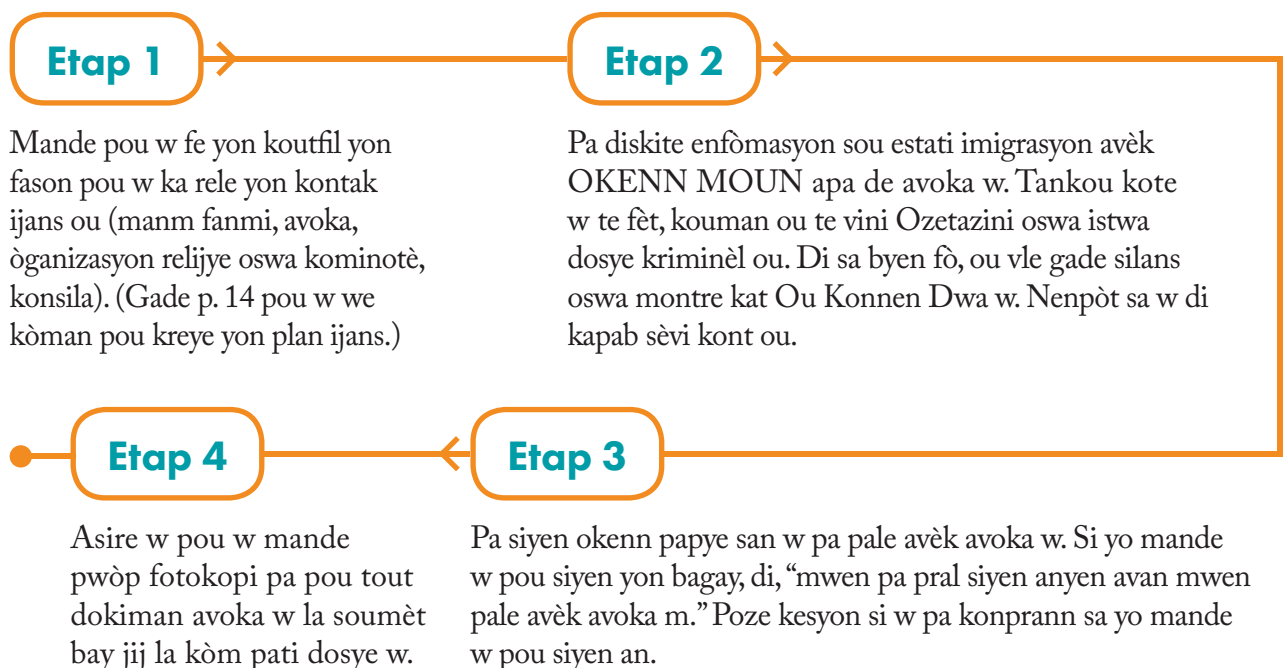 Etap 1
Mande pou w fe yon koutfil yon
fason pou w ka rele yon kontak
ijans ou (manm fanmi, avoka,
òganizasyon relijye oswa kominotè,
konsila). (Gade p. 14 pou w we
kòman pou kreye yon plan ijans.)
Etap 2
Pa diskite enfòmasyon sou estati imigrasyon avèk
OKENN MOUN apa de avoka w. Tankou kote
w te fèt, kouman ou te vini Ozetazini oswa istwa
dosye kriminèl ou. Di sa byen fò, ou vle gade silans
oswa montre kat Ou Konnen Dwa w. Nenpòt sa w di
kapab sèvi kont ou.
Etap 3
Pa siyen okenn papye san w pa pale avèk avoka w. Si yo mande
w pou siyen yon bagay, di, “mwen pa pral siyen anyen avan mwen
pale avèk avoka m.” Poze kesyon si w pa konprann sa yo mande
w pou siyen an.
Etap 4
Asire w pou w mande
pwòp fotokopi pa pou tout
dokiman avoka w la soumèt
bay jij la kòm pati dosye w.